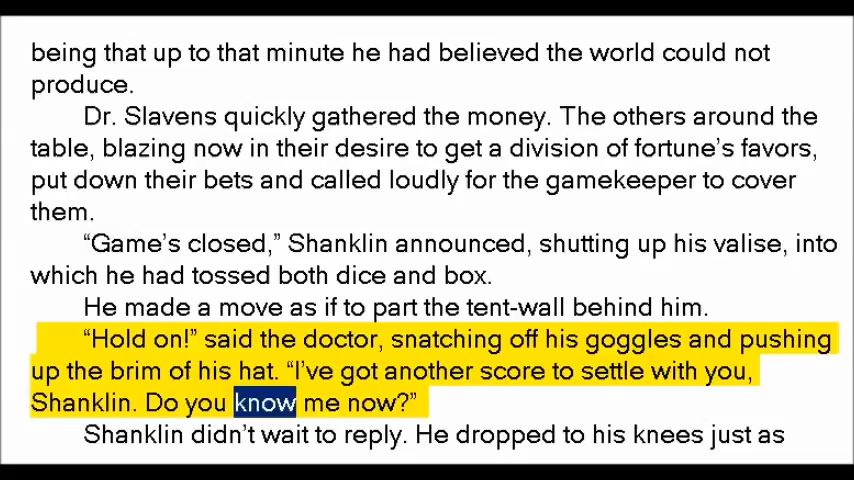 being that up to that minute he had believed the world could not
produce.
Dr. Slavens quickly gathered the money. The others around the
table, blazing now in their desire to get a division of fortune’s favors,
put down their bets and called loudly for the gamekeeper to cover
them.
“Game’s closed,” Shanklin announced, shutting up his valise, into
which he had tossed both dice and box.
He made a move as if to part the tent-wall behind him.
“Hold on!” said the doctor, snatching off his goggles and pushing
up the brim of his hat. “I’ve got another score to settle with you,
Shanklin. Do you know me now?”
Shanklin didn’t wait to reply. He dropped to his knees just as